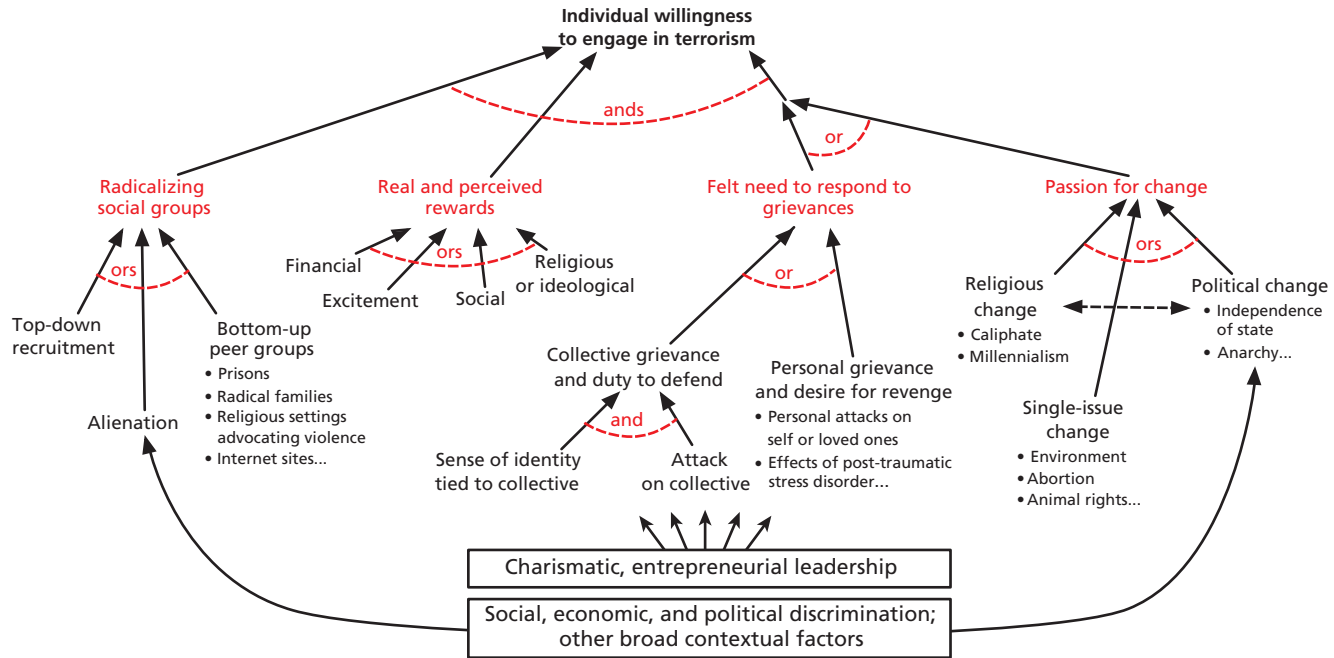 Individual willingness
to engage in terrorism
ands
or
Radicalizing
social groups
Real and perceived
rewards
Felt need to respond to
grievances
Passion for change
ors
Top-down
recruitment
Alienation
Bottom-up
peer groups
• Prisons
• Radical families
• Religious settings
advocating violence
• Internet sites...
ors
Financial
Excitement
Social
Religious
or ideological
or
Collective grievance
and duty to defend
and
Sense of identity
tied to collective
Attack
on collective
Personal grievance
and desire for revenge
• Personal attacks on
self or loved ones
• Effects of post-traumatic
stress disorder...
ors
Religious
change
• Caliphate
• Millennialism
Single-issue
change
• Environment
• Abortion
• Animal rights...
Political change
• Independence
of state
• Anarchy...
Charismatic, entrepreneurial leadership
Social, economic, and political discrimination;
other broad contextual factors